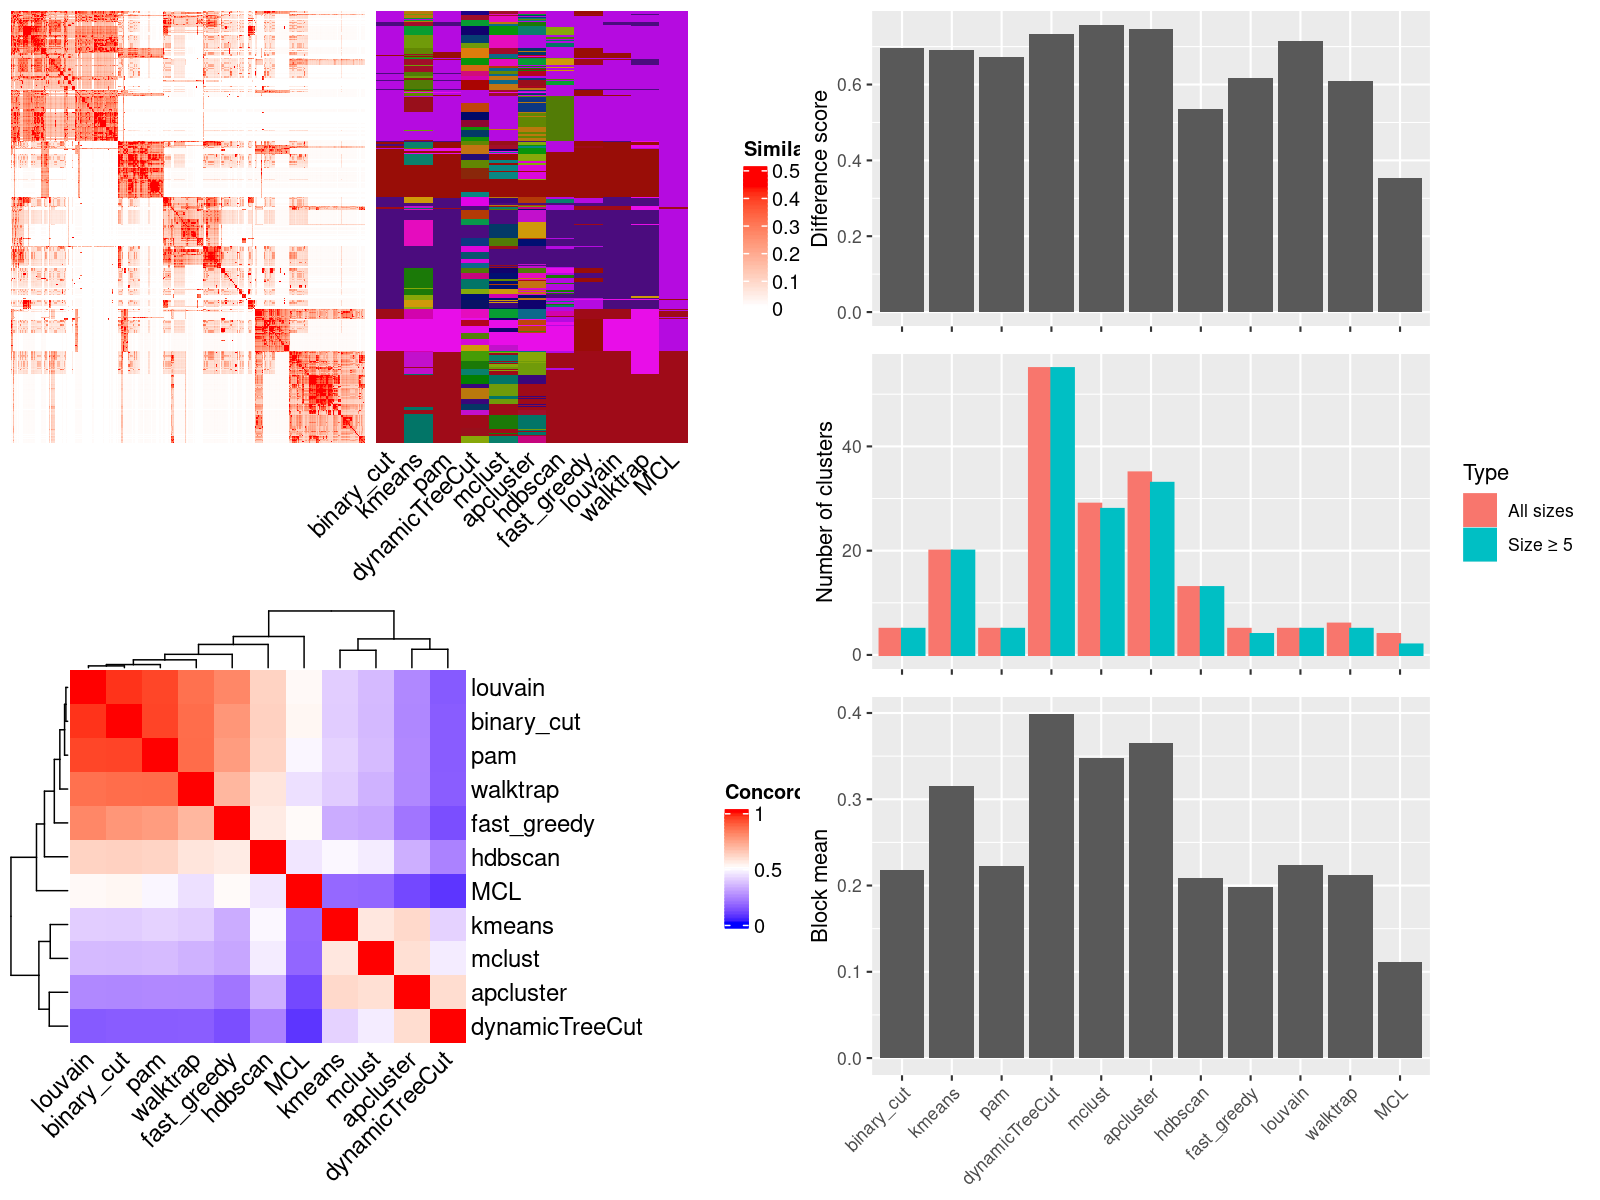 Simila
0.5
0.4
0.3
0.2
0.1
0
binary_cut
kmeans
pam
dynamicTreeCut
mclust
apcluster
hdbscan
fast_greedy
louvain
walktrap
MCL
louvain
binary_cut
pam
walktrap
fast_greedy
hdbscan
MCL
kmeans
mclust
apcluster
dynamicTreeCut
louvain
binary_cut
pam
walktrap
fast_greedy
hdbscan
MCL
kmeans
mclust
apcluster
dynamicTreeCut
Concord
1
0.5
0
Difference score
0.6
0.4
0.2
0.0
Number of clusters
40
20
0
Type
All sizes
Size ≥ 5
Block mean
0.4
0.3
0.2
0.1
0.0
binary_cut
kmeans
pam
dynamicTreeCut
mclust
apcluster
hdbscan
fast_greedy
louvain
walktrap
MCL